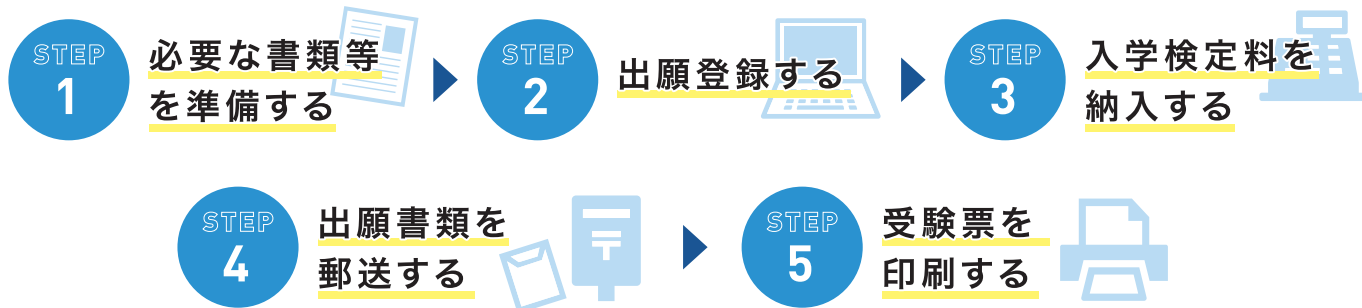 STEP
1
必要な書類等
を準備する
STEP
2
出願登録する
STEP
3
入学検定料を
納入する
STEP
4
出願書類を
郵送する
〒
STEP
5
受験票を
印刷する